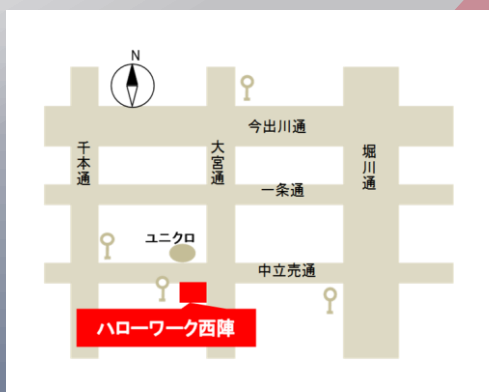 N
今出川通
千本通
大宮通
堀川通
一条通
ユニクロ
中立売通
ハローワーク西陣